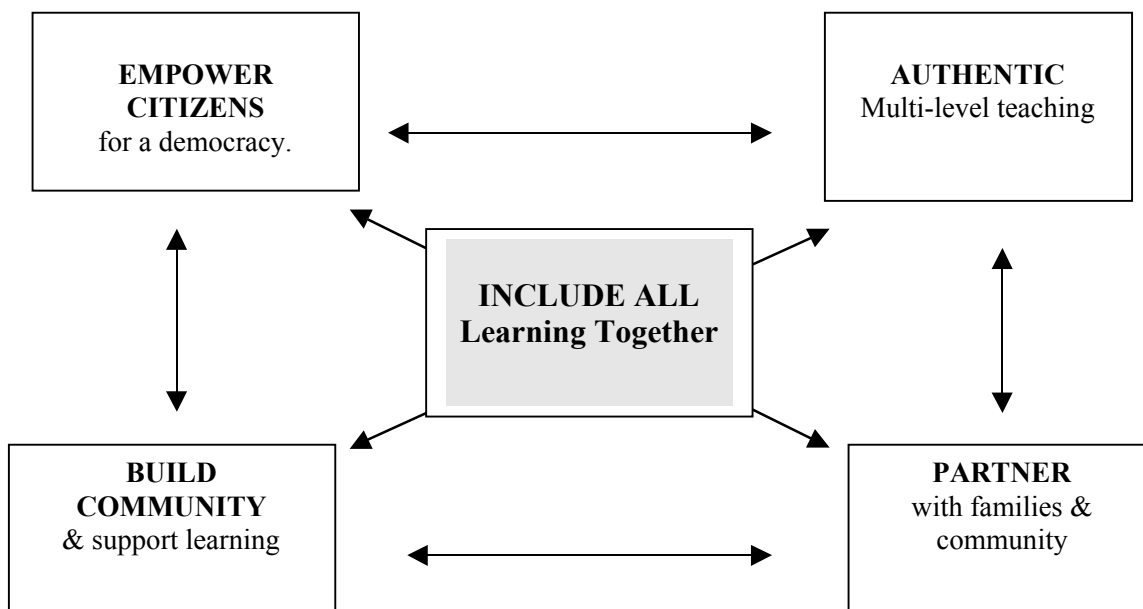 EMPOWER
CITIZENS
for a democracy.
AUTHENTIC
Multi-level teaching
INCLUDE ALL
Learning Together
BUILD
COMMUNITY
& support learning
PARTNER
with families &
community